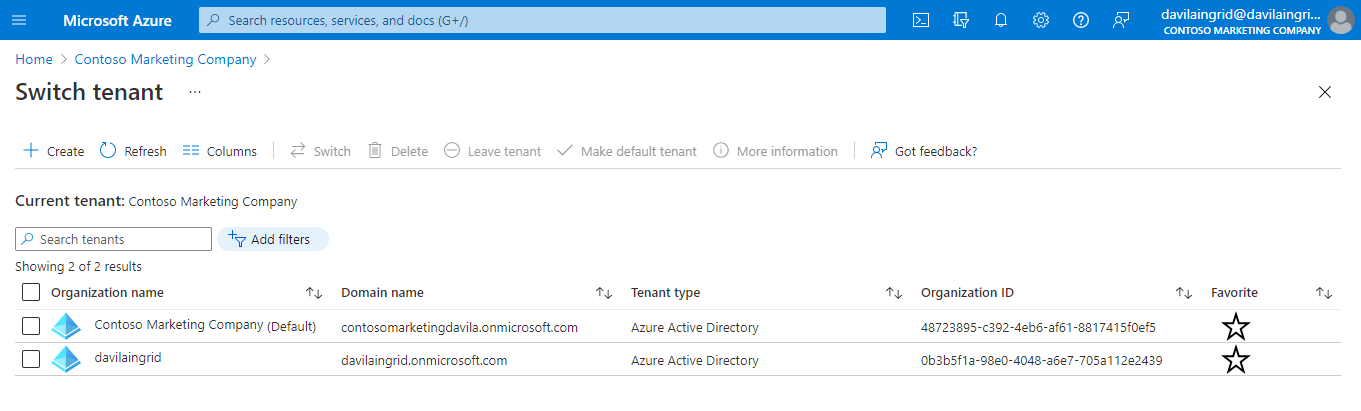 Microsoft Azure Search resources, services, and docs (G+/) davilaingrid@davilaingri...
CONTOSO MARKETING COMPANY
Home > Contoso Marketing Company >
Switch tenant ...
Create Refresh Columns Switch Delete Leave tenant Make default tenant More information Got feedback?
Current tenant: Contoso Marketing Company
Search tenants Add filters
Showing 2 of 2 results
Organization name Domain name Tenant type Organization ID Favorite
Contoso Marketing Company (Default) contosomarketingdavila.onmicrosoft.com Azure Active Directory 48723895-c392-4eb6-af61-8817415f0ef5
davilaingrid davilaingrid.onmicrosoft.com Azure Active Directory 0b3b5f1a-98e0-4048-a6e7-705a112e2439